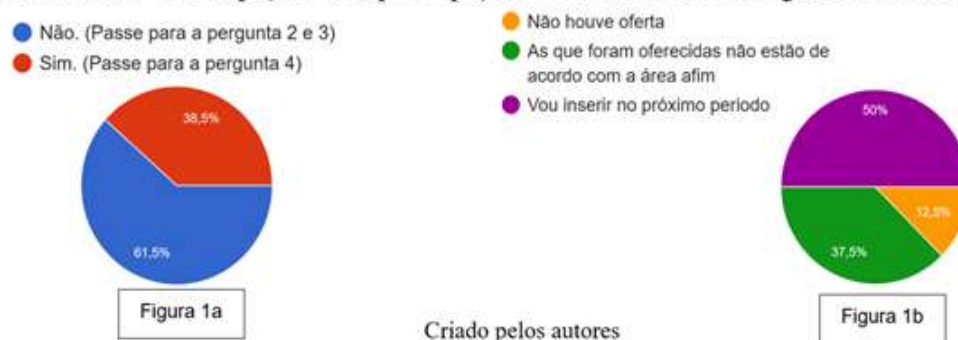 Não. (Passe para a pergunta 2 e 3)
Sim. (Passe para a pergunta 4)
38,5%
61,5%
Figura 1a
Não houve oferta
As que foram oferecidas não estão de
acordo com a área afim
Vou inserir no próximo período
50%
12,5%
37,5%
Figura 1b
Criado pelos autores